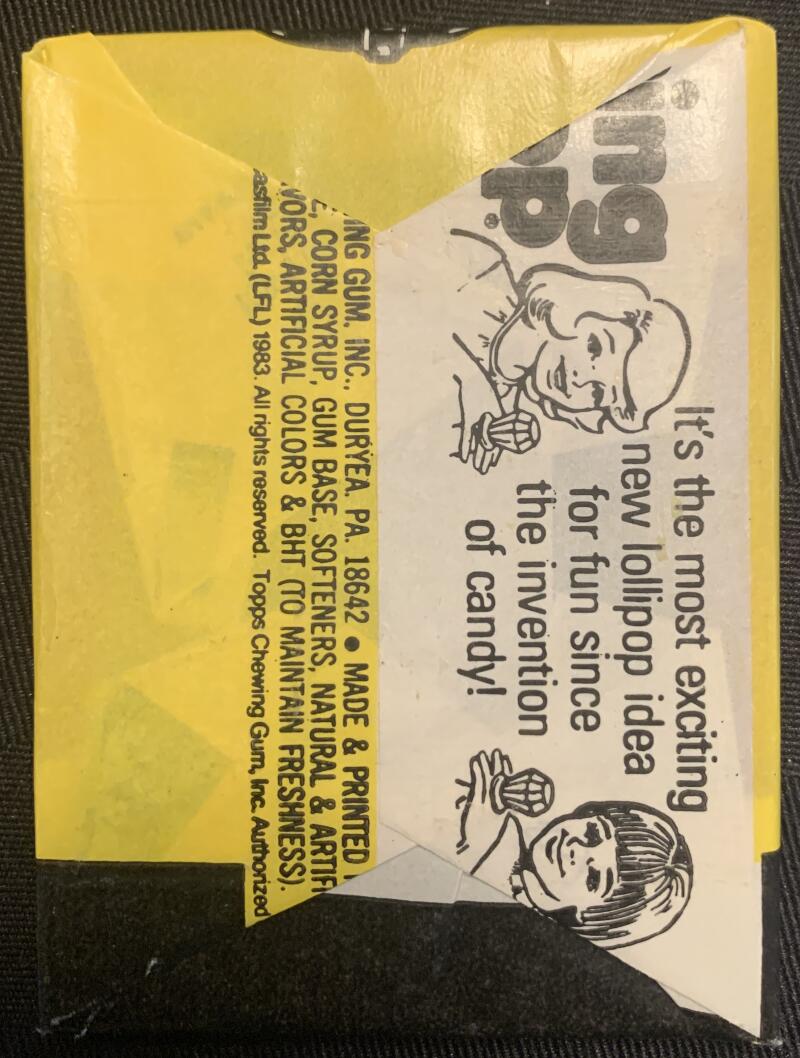 ing
op®
It's the most exciting
new lollipop idea
for fun since
the invention
of candy!
ING GUM, INC., DURYEA, PA. 18642 • MADE & PRINTED
E, CORN SYRUP, GUM BASE, SOFTENERS, NATURAL & ARTIF
VORS, ARTIFICIAL COLORS & BHT (TO MAINTAIN FRESHNESS).
asfilm Ltd. (LFL) 1983. All rights reserved. Topps Chewing Gum, Inc. Authorized